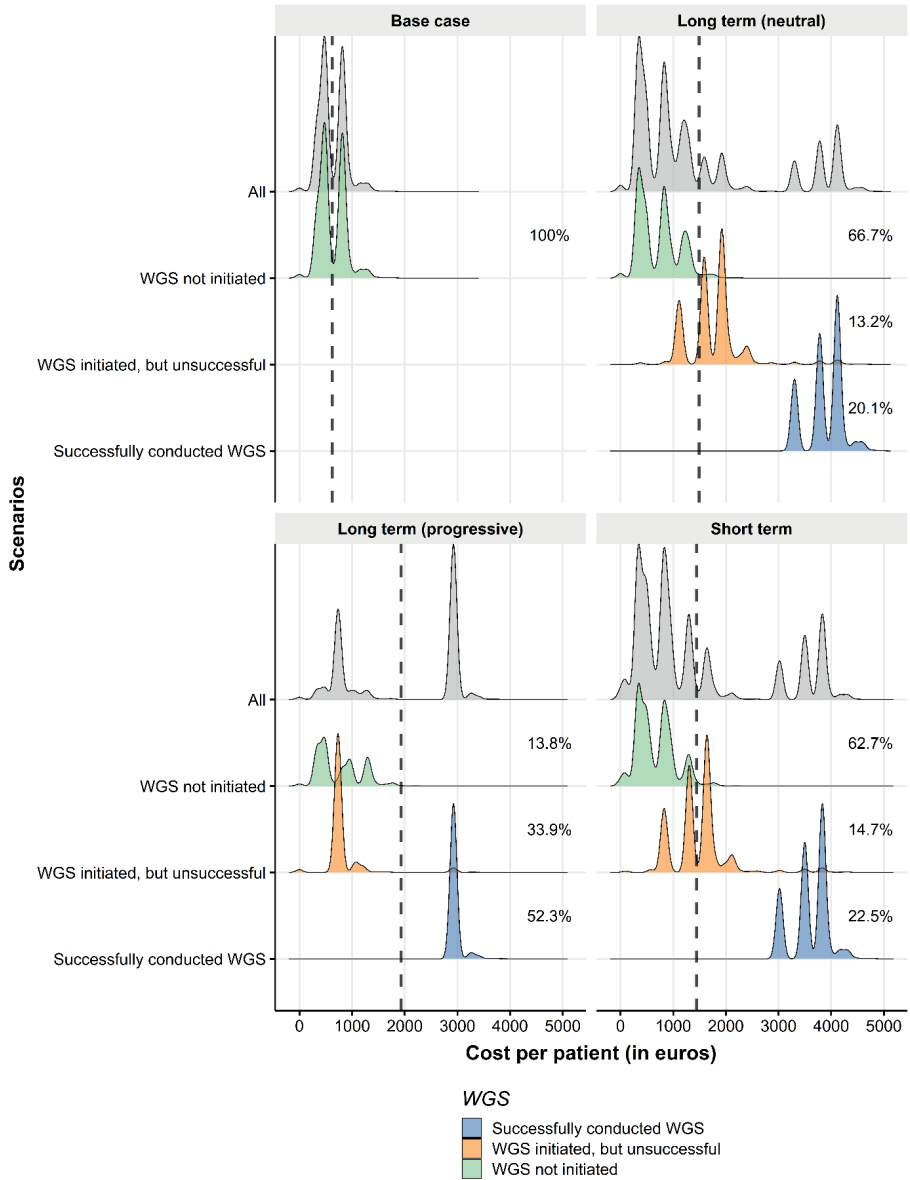 Base case
Long term (neutral)
All
WGS not initiated
100%
66.7%
WGS initiated, but unsuccessful
13.2%
Successfully conducted WGS
20.1%
Scenarios
Long term (progressive)
Short term
All
WGS not initiated
13.8%
62.7%
WGS initiated, but unsuccessful
33.9%
14.7%
Successfully conducted WGS
52.3%
22.5%
0 1000 2000 3000 4000 5000
0 1000 2000 3000 4000 5000
Cost per patient (in euros)
WGS
Successfully conducted WGS
WGS initiated, but unsuccessful
WGS not initiated